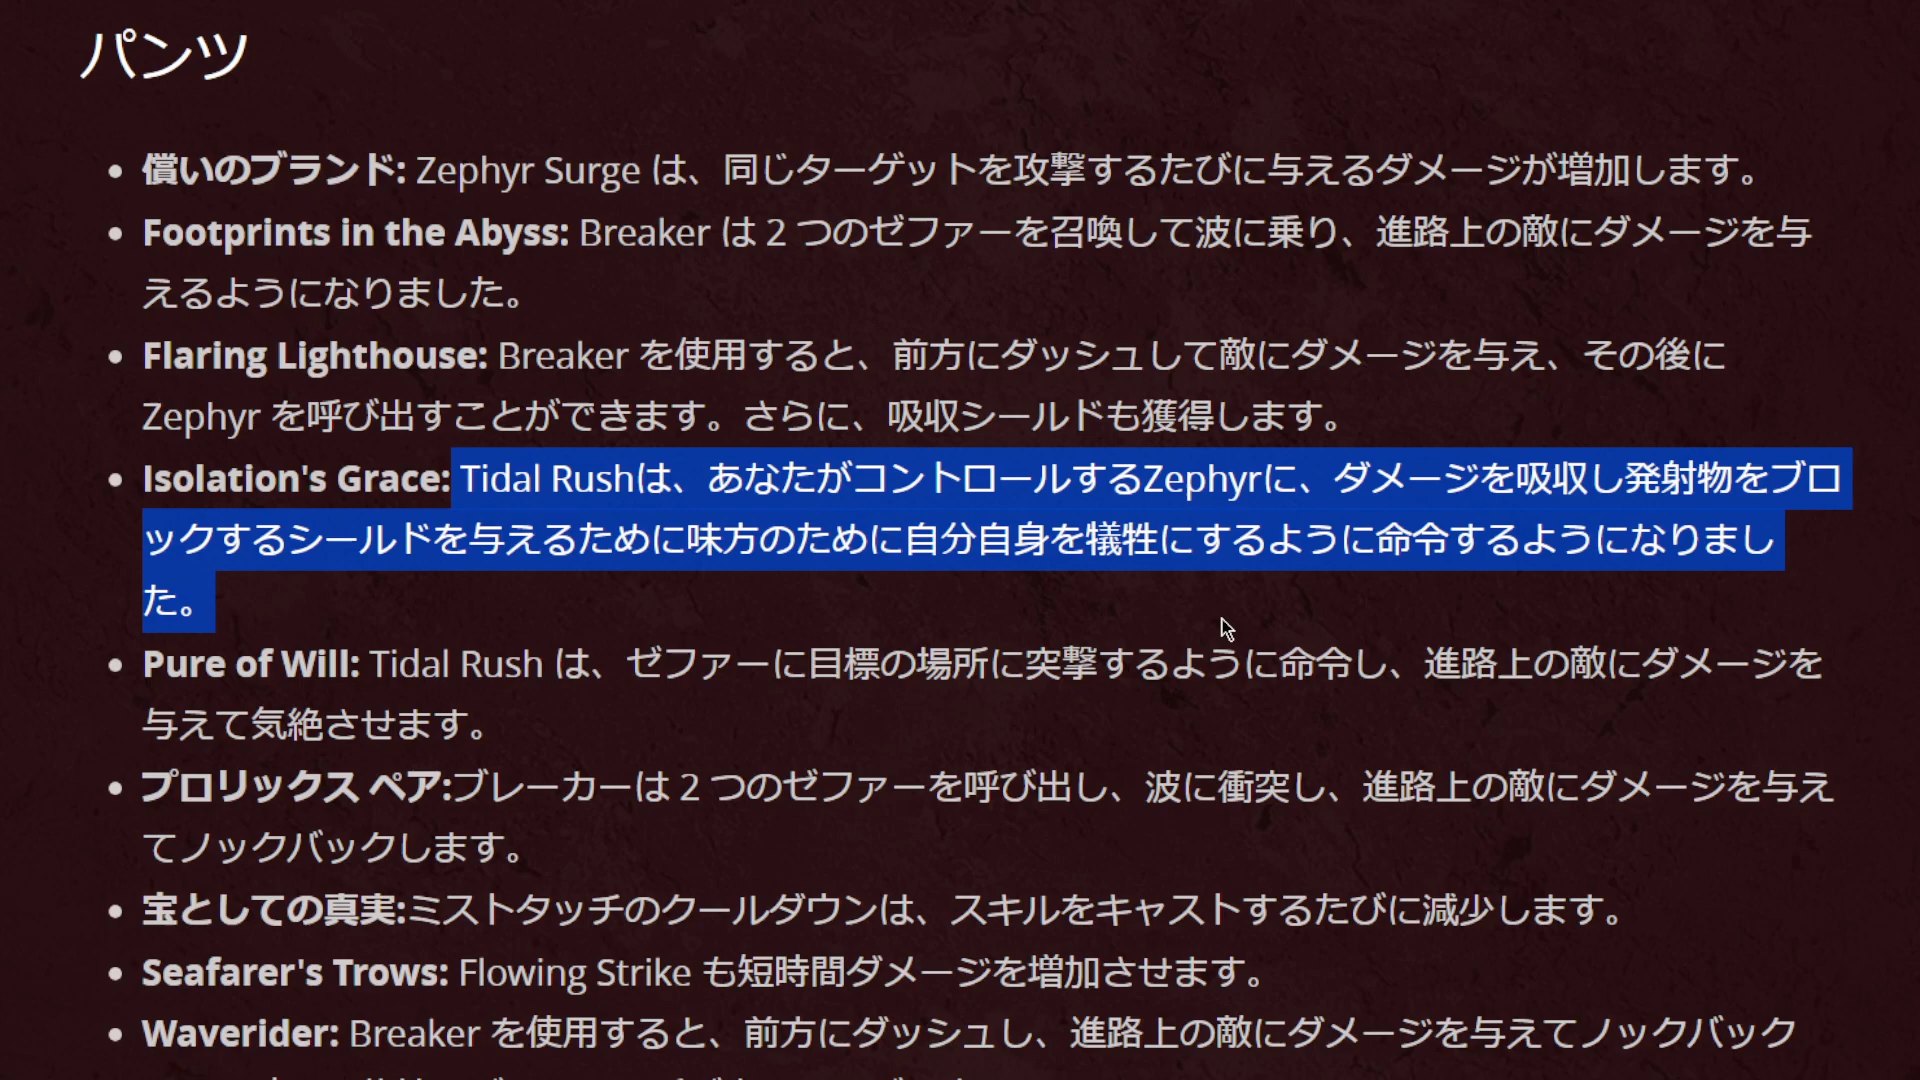 パンツ
償いのブランド: Zephyr Surge は、同じターゲットを攻撃するたびに与えるダメージが増加します。
Footprints in the Abyss: Breaker は 2 つのゼファーを召喚して波に乗り、進路上の敵にダメージを与
えるようになりました。
Flaring Lighthouse: Breaker を使用すると、前方にダッシュして敵にダメージを与え、その後に
Zephyr を呼び出すことができます。さらに、吸収シールドも獲得します。
Isolation's Grace: Tidal Rushは、あなたがコントロールするZephyrに、ダメージを吸収し発射物をブロ
ックするシールドを与えるために味方のために自分自身を犠牲にするように命令するようになりまし
た。
Pure of Will: Tidal Rush は、ゼファーに目標の場所に突撃するように命令し、進路上の敵にダメージを
与えて気絶させます。
プロリックス ペア:ブレーカーは 2 つのゼファーを呼び出し、波に衝突し、進路上の敵にダメージを与え
てノックバックします。
宝としての真実:ミストタッチのクールダウンは、スキルをキャストするたびに減少します。
Seafarer's Trows: Flowing Strike も短時間ダメージを増加させます。
Waverider: Breaker を使用すると、前方にダッシュし、進路上の敵にダメージを与えてノックバック